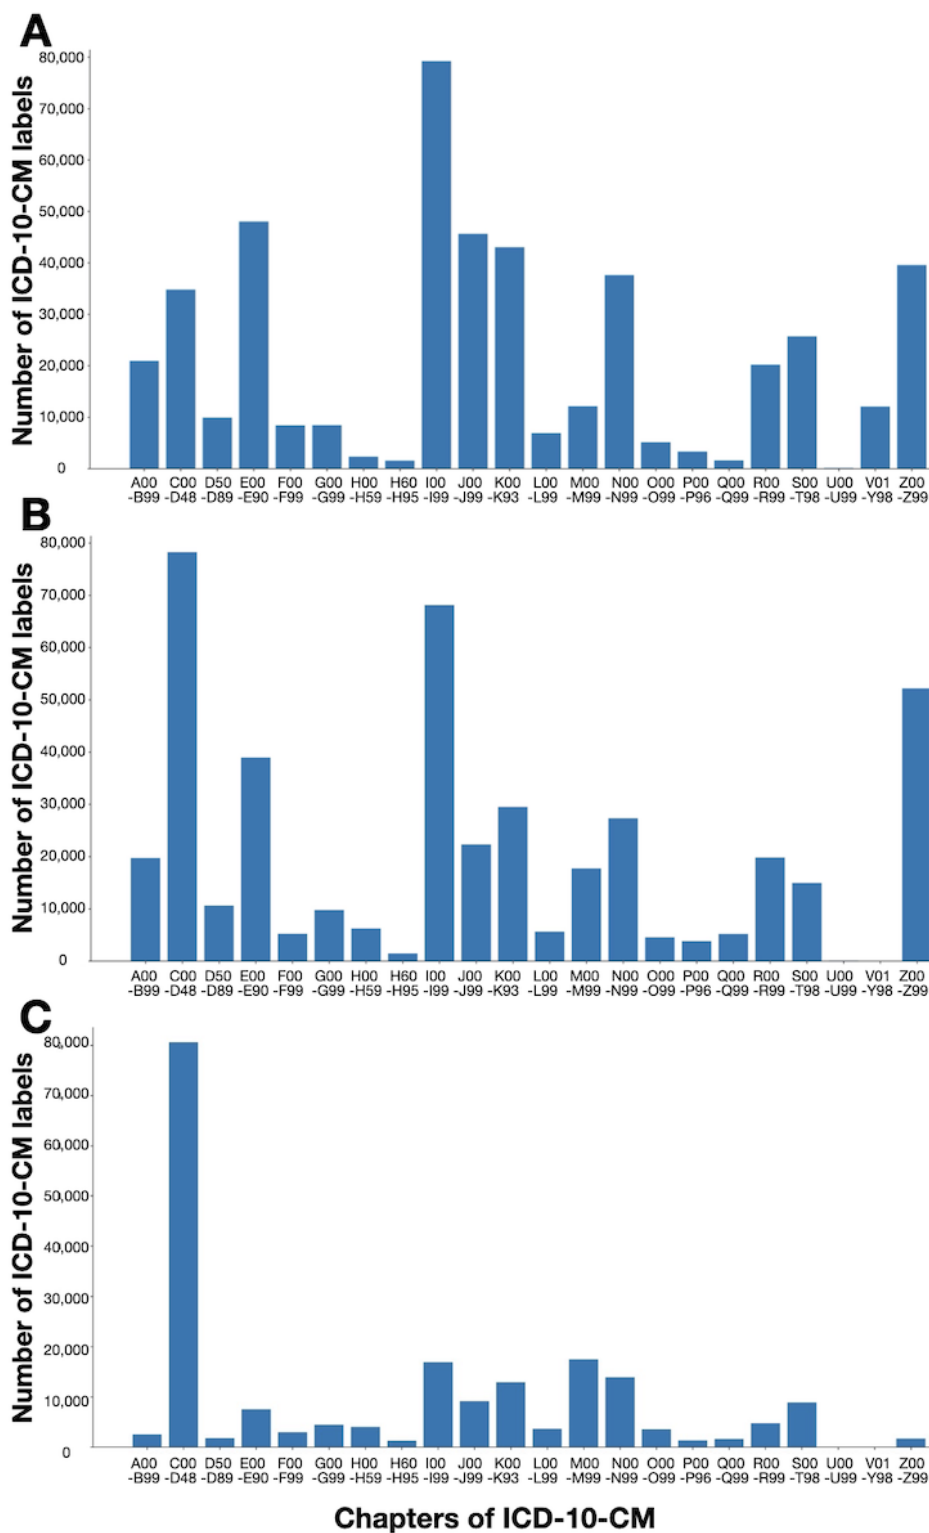 A
Number of ICD-10-CM labels
80,000
70,000
60,000
50,000
40,000
30,000
20,000
10,000
0
A00 C00 D50 E00 F00 G00 H00 H60 I00 J00 K00 L00 M00 N00 O00 P00 Q00 R00 S00 U00 V01 Z00
-B99 -D48 -D89 -E90 -F99 -G99 -H59 -H95 -I99 -J99 -K93 -L99 -M99 -N99 -O99 -P96 -Q99 -R99 -T98 -U99 -Y98 -Z99
B
Number of ICD-10-CM labels
80,000
70,000
60,000
50,000
40,000
30,000
20,000
10,000
0
A00 C00 D50 E00 F00 G00 H00 H60 I00 J00 K00 L00 M00 N00 O00 P00 Q00 R00 S00 U00 V01 Z00
-B99 -D48 -D89 -E90 -F99 -G99 -H59 -H95 -I99 -J99 -K93 -L99 -M99 -N99 -O99 -P96 -Q99 -R99 -T98 -U99 -Y98 -Z99
C
Number of ICD-10-CM labels
80,000
70,000
60,000
50,000
40,000
30,000
20,000
10,000
0
A00 C00 D50 E00 F00 G00 H00 H60 I00 J00 K00 L00 M00 N00 O00 P00 Q00 R00 S00 U00 V01 Z00
-B99 -D48 -D89 -E90 -F99 -G99 -H59 -H95 -I99 -J99 -K93 -L99 -M99 -N99 -O99 -P96 -Q99 -R99 -T98 -U99 -Y98 -Z99
Chapters of ICD-10-CM